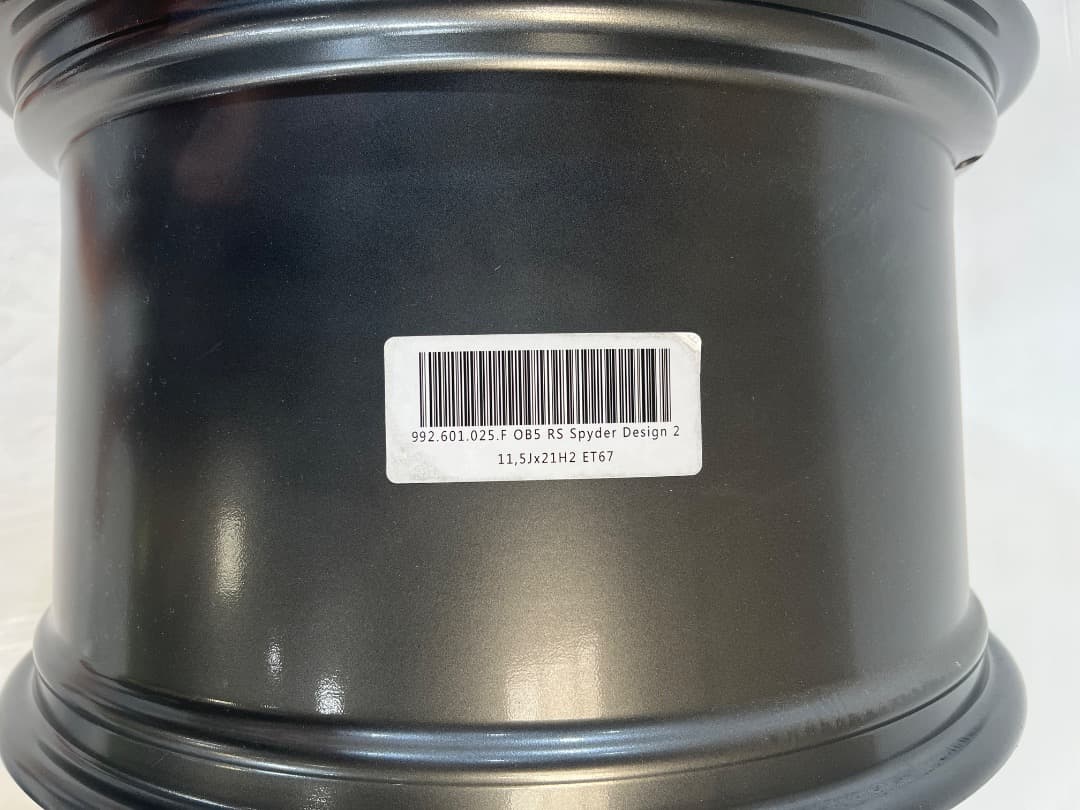 992.601.025.F OB5 RS Spyder Design 2
11,5Jx21H2 ET67